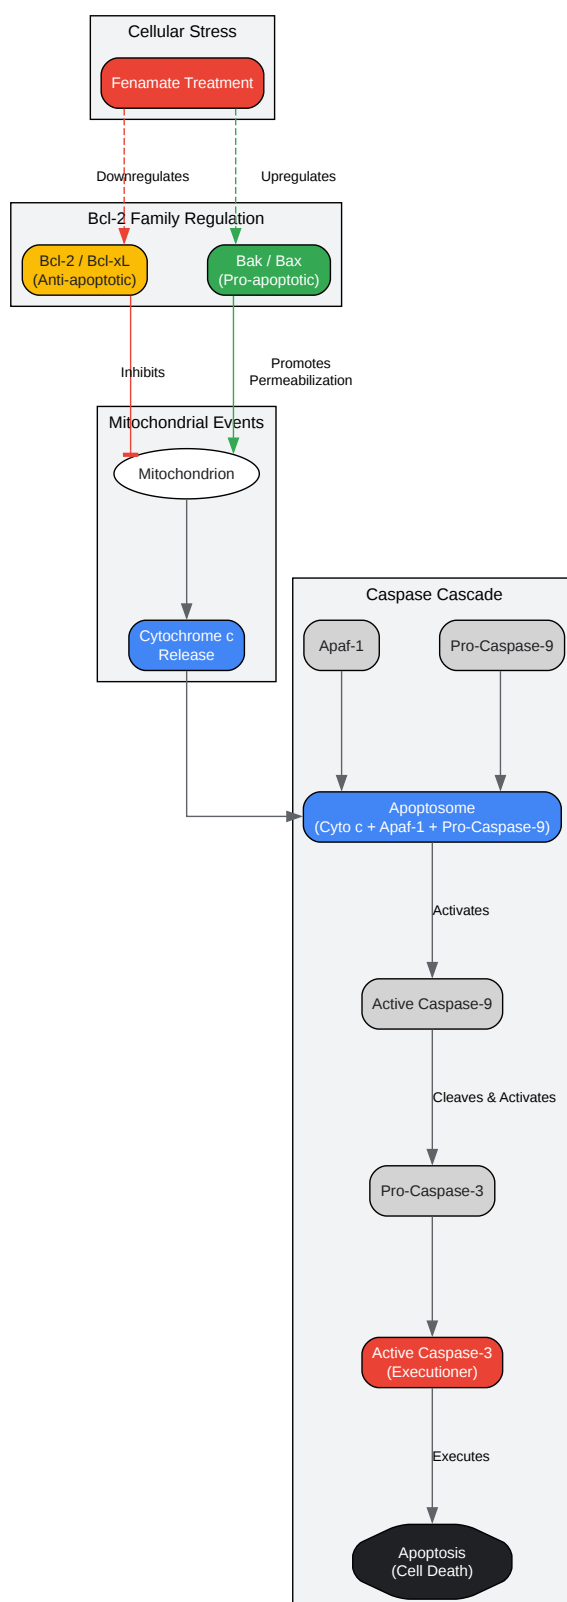 Cellular Stress
Fenamate Treatment
Downregulates
Upregulates
Bcl-2 Family Regulation
Bcl-2 / Bcl-xL
(Anti-apoptotic)
Bak / Bax
(Pro-apoptotic)
Inhibits
Promotes
Permeabilization
Mitochondrial Events
Mitochondrion
Cytochrome c
Release
Caspase Cascade
Apaf-1
Pro-Caspase-9
Apoptosome
(Cyto c + Apaf-1 + Pro-Caspase-9)
Activates
Active Caspase-9
Cleaves & Activates
Pro-Caspase-3
Active Caspase-3
(Executioner)
Executes
Apoptosis
(Cell Death)